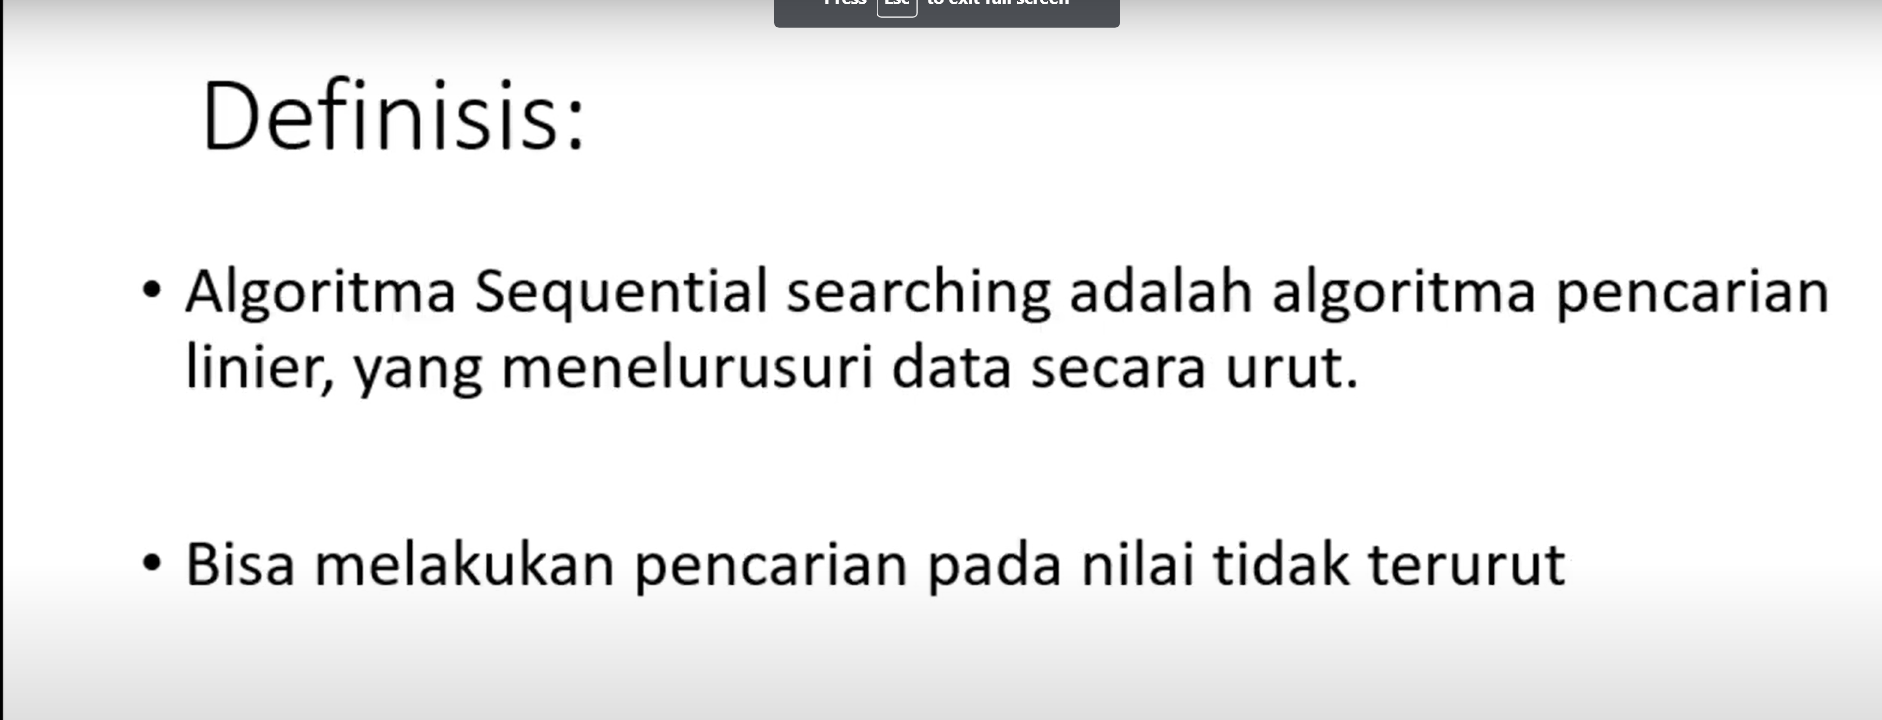 Press Esc to exit full screen
Definisis:
• Algoritma Sequential searching adalah algoritma pencarian
linier, yang menelurusuri data secara urut.
• Bisa melakukan pencarian pada nilai tidak terurut